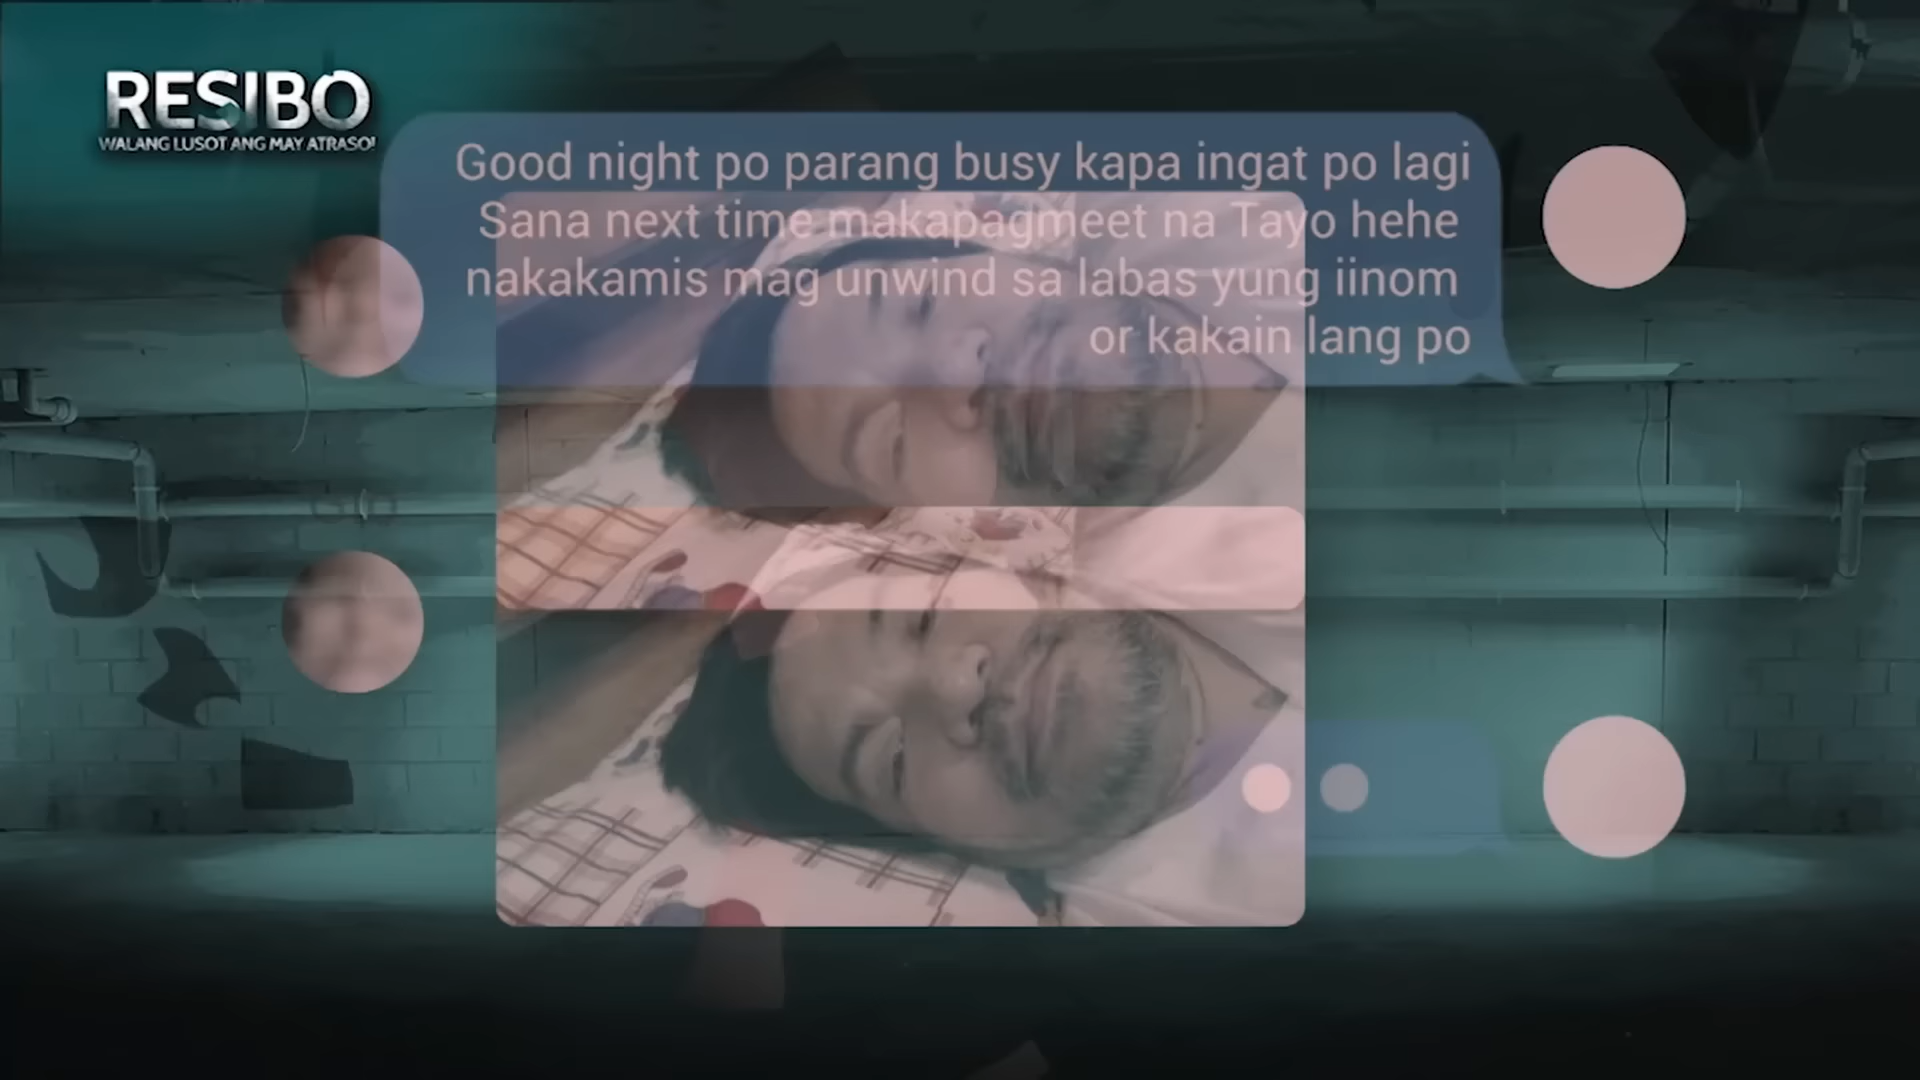 RESIBO
WALANG LUSOT ANG MAY ATRASO!
Good night po parang busy kapa ingat po lagi
Sana next time makapagmeet na Tayo hehe
nakakamis mag unwind sa labas yung iinom
or kakain lang po